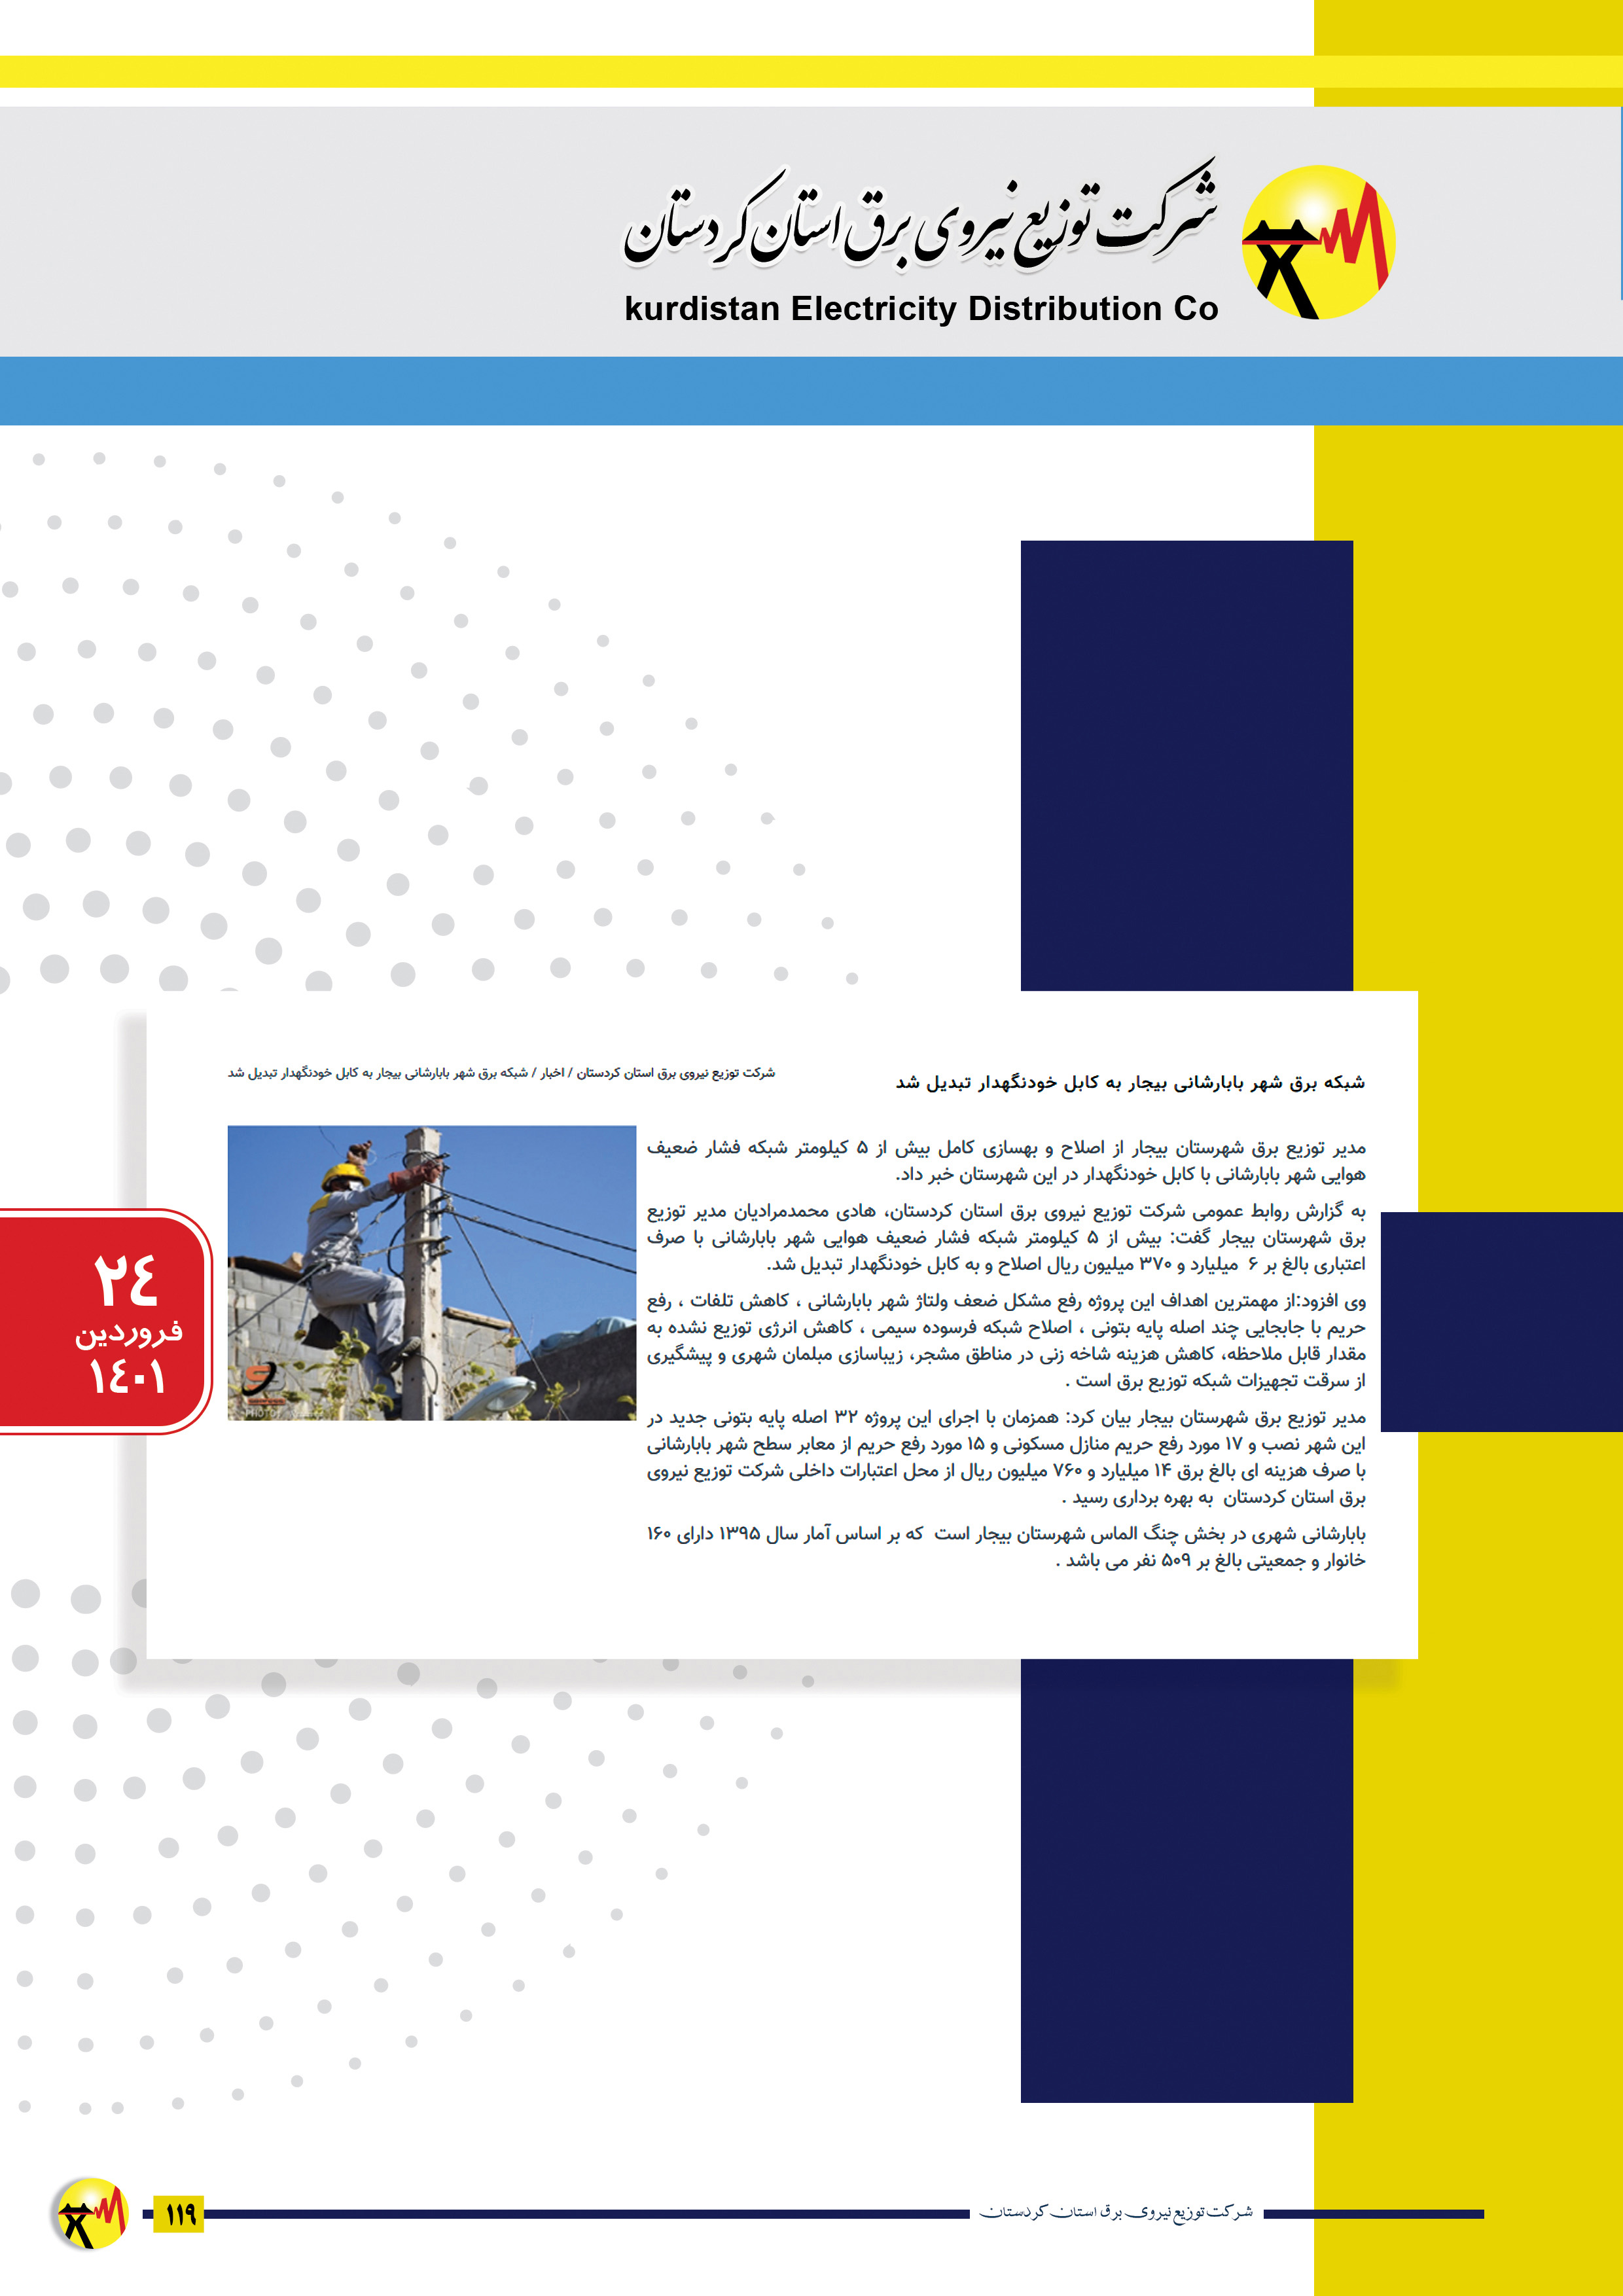 شرکت توزیع نیروی برق استان کردستان
kurdistan Electricity Distribution Co
شبکه برق شهر بابارشانی بیجار به کابل خودنگهدار تبدیل شد
شرکت توزیع نیروی برق استان کردستان / اخبار / شبکه برق شهر بابارشانی بیجار به کابل خودنگهدار تبدیل شد
مدیر توزیع برق شهرستان بیجار از اصلاح و بهسازی کامل بیش از ۵ کیلومتر شبکه فشار ضعیف
هوایی شهر بابارشانی با کابل خودنگهدار در این شهرستان خبر داد.
به گزارش روابط عمومی شرکت توزیع نیروی برق استان کردستان، هادی محمدمرادیان مدیر توزیع
برق شهرستان بیجار گفت: بیش از ۵ کیلومتر شبکه فشار ضعیف هوایی شهر بابارشانی با صرف
اعتباری بالغ بر ۶ میلیارد و ۳۷۰ میلیون ریال اصلاح و به کابل خودنگهدار تبدیل شد.
وی افزود:از مهمترین اهداف این پروژه رفع مشکل ضعف ولتاژ شهر بابارشانی ، کاهش تلفات ، رفع
حریم با جابجایی چند اصله پایه بتونی ، اصلاح شبکه فرسوده سیمی ، کاهش انرژی توزیع نشده به
مقدار قابل ملاحظه، کاهش هزینه شاخه زنی در مناطق مشجر، زیباسازی مبلمان شهری و پیشگیری
از سرقت تجهیزات شبکه توزیع برق است .
مدیر توزیع برق شهرستان بیجار بیان کرد: همزمان با اجرای این پروژه ۳۲ اصله پایه بتونی جدید در
این شهر نصب و ۱۷ مورد رفع حریم منازل مسکونی و ۱۵ مورد رفع حریم از معابر سطح شهر بابارشانی
با صرف هزینه ای بالغ برق ۱۴ میلیارد و ۷۶۰ میلیون ریال از محل اعتبارات داخلی شرکت توزیع نیروی
برق استان کردستان به بهره برداری رسید .
بابارشانی شهری در بخش چنگ الماس شهرستان بیجار است که بر اساس آمار سال ۱۳۹۵ دارای ۱۶۰
خانوار و جمعیتی بالغ بر ۵۰۹ نفر می باشد .
٢٤
فروردین
١٤٠١
شرکت توزیع نیروی برق استان کردستان
۱۱۹